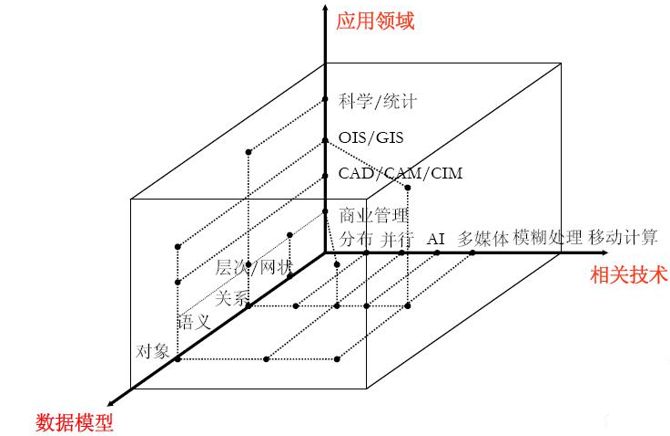 应用领域
科学/统计
OIS/GIS
CAD/CAM/CIM
商业管理
分布 并行 AI 多媒体 模糊处理 移动计算
层次/网状
相关技术
关系
语义
对象
数据模型